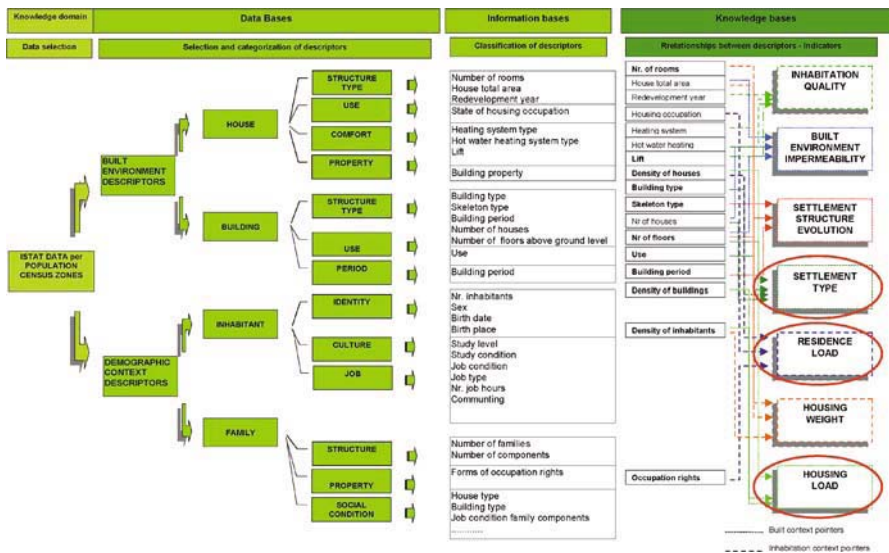 Knowledge domain
Data Bases
Information bases
Knowledge bases
Data selection
Selection and categorization of descriptors
Classification of descriptors
Rrelationships between descriptors - Indicators
ISTAT DATA per
POPULATION
CENSUS ZONES
BUILT
ENVIRONMENT
DESCRIPTORS
DEMOGRAPHIC
CONTEXT
DESCRIPTORS
HOUSE
BUILDING
INHABITANT
FAMILY
STRUCTURE
TYPE
USE
COMFORT
PROPERTY
STRUCTURE
TYPE
USE
PERIOD
IDENTITY
CULTURE
JOB
STRUCTURE
PROPERTY
SOCIAL
CONDITION
Number of rooms
House total area
Redevelopment year
State of housing occupation
Heating system type
Hot water heating system type
Lift
Building property
Building type
Skeleton type
Building period
Number of houses
Number of floors above ground level
Use
Building period
Nr. inhabitants
Sex
Birth date
Birth place
Study level
Study condition
Job condition
Job type
Nr. job hours
Communting
Number of families
Number of components
Forms of occupation rights
House type
Building type
Job condition family components
...........
Nr. of rooms
House total area
Redevelopment year
Housing occupation
Heating system
Hot water heating
Lift
Density of houses
Building type
Skeleton type
Nr of houses
Nr of floors
Use
Building period
Density of buildings
Density of inhabitants
Occupation rights
INHABITATION
QUALITY
BUILT
ENVIRONMENT
IMPERMEABILITY
SETTLEMENT
STRUCTURE
EVOLUTION
SETTLEMENT
TYPE
RESIDENCE
LOAD
HOUSING
WEIGHT
HOUSING
LOAD
Built context pointers
Inhabitation context pointers